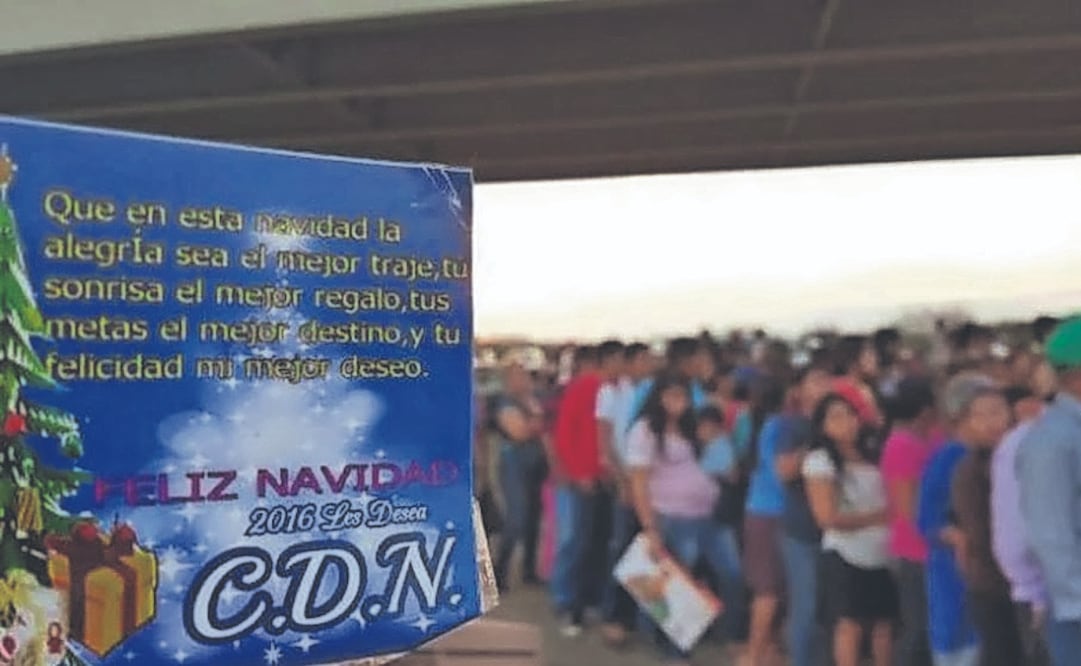 Que en esta navidad la
alegría sea el mejor traje,tu
sonrisa el mejor regalo,tus
metas el mejor destino,y tu
felicidad mi mejor deseo.
FELIZ NAVIDAD
2016 Les Desea
C.D.N.